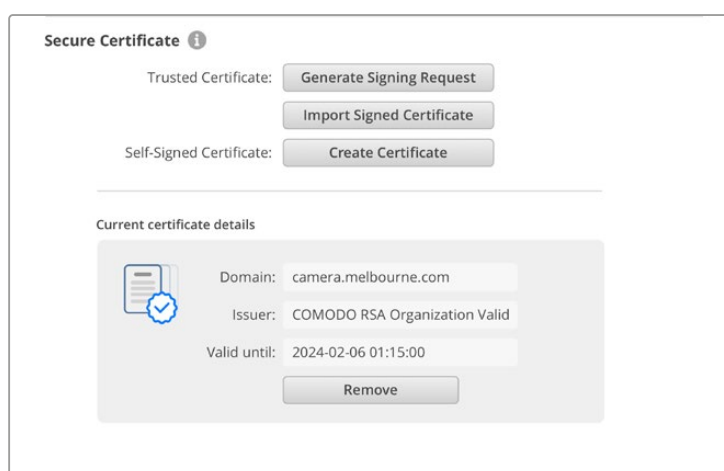 Secure Certificate
Trusted Certificate: Generate Signing Request
Import Signed Certificate
Self-Signed Certificate: Create Certificate
Current certificate details
Domain: camera.melbourne.com
Issuer: COMODO RSA Organization Valid
Valid until: 2024-02-06 01:15:00
Remove